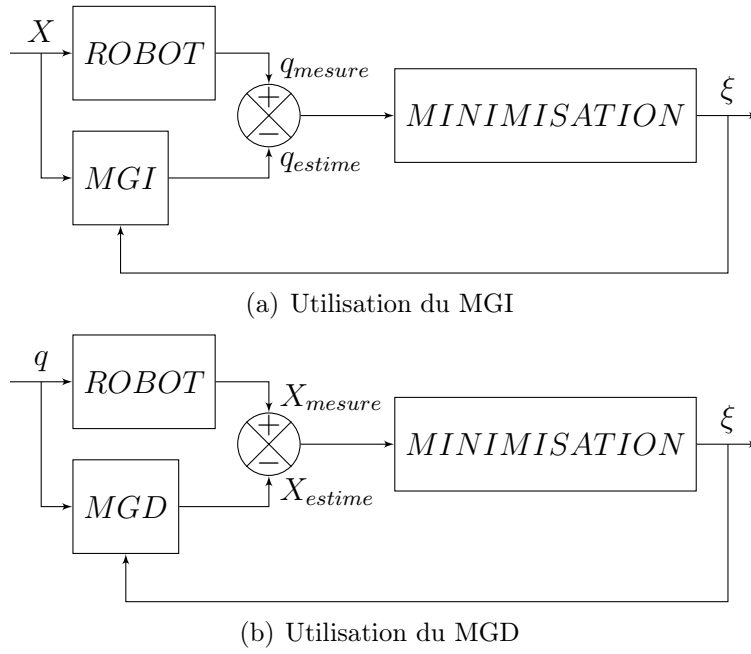 X
ROBOT
q_mesure
+
−
MGI
q_estime
MINIMISATION
ξ
(a) Utilisation du MGI
q
ROBOT
X_mesure
+
−
MGD
X_estime
MINIMISATION
ξ
(b) Utilisation du MGD